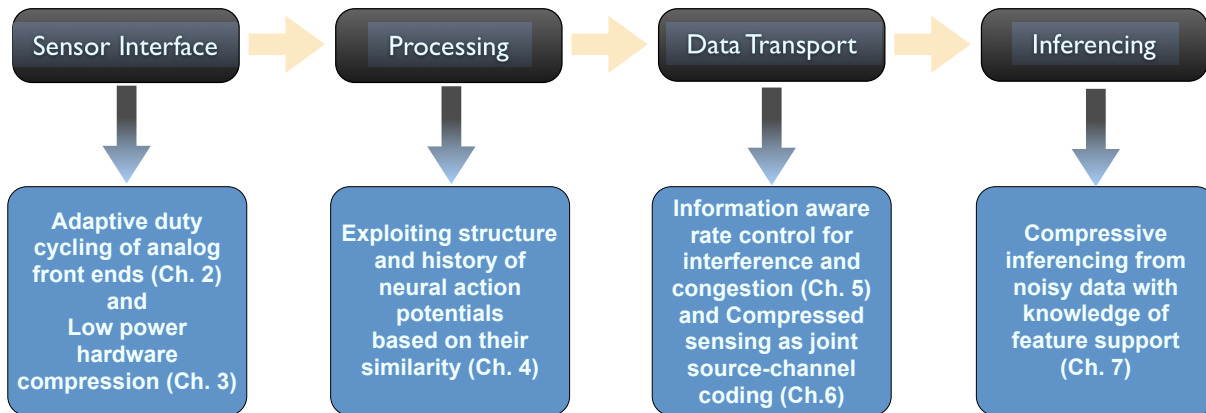 Sensor Interface
Processing
Data Transport
Inferencing
Adaptive duty
cycling of analog
front ends (Ch. 2)
and
Low power
hardware
compression (Ch. 3)
Exploiting structure
and history of
neural action
potentials
based on their
similarity (Ch. 4)
Information aware
rate control for
interference and
congestion (Ch. 5)
and Compressed
sensing as joint
source-channel
coding (Ch.6)
Compressive
inferencing from
noisy data with
knowledge of
feature support
(Ch. 7)